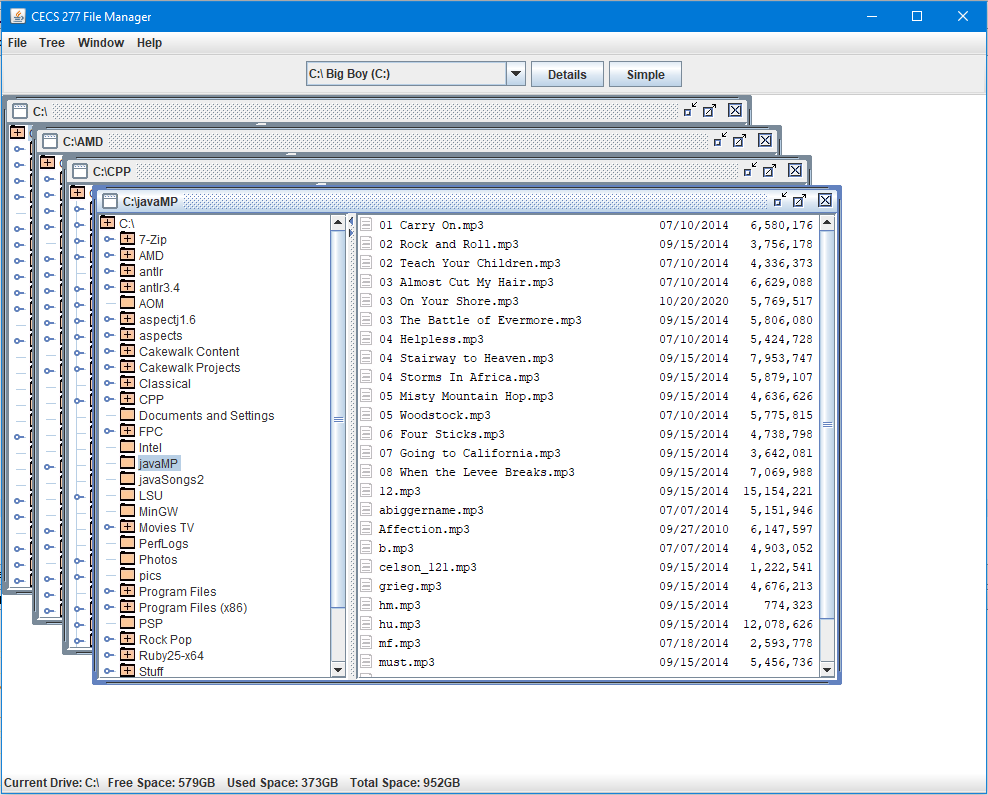 CECS 277 File Manager
File Tree Window Help
C:\ Big Boy (C:) Details Simple
C:\
C:\AMD
C:\CPP
C:\javaMP
C:\
7-Zip
AMD
antlr
antlr3.4
AOM
aspectj1.6
aspects
Cakewalk Content
Cakewalk Projects
Classical
CPP
Documents and Settings
FPC
Intel
javaMP
javaSongs2
LSU
MinGW
Movies TV
PerfLogs
Photos
pics
Program Files
Program Files (x86)
PSP
Rock Pop
Ruby25-x64
Stuff
01 Carry On.mp3 07/10/2014 6,580,176
02 Rock and Roll.mp3 09/15/2014 3,756,178
02 Teach Your Children.mp3 07/10/2014 4,336,373
03 Almost Cut My Hair.mp3 07/10/2014 6,629,088
03 On Your Shore.mp3 10/20/2020 5,769,517
03 The Battle of Evermore.mp3 09/15/2014 5,806,080
04 Helpless.mp3 07/10/2014 5,424,728
04 Stairway to Heaven.mp3 09/15/2014 7,953,747
04 Storms In Africa.mp3 09/15/2014 5,879,107
05 Misty Mountain Hop.mp3 09/15/2014 4,636,626
05 Woodstock.mp3 07/10/2014 5,775,815
06 Four Sticks.mp3 09/15/2014 4,738,798
07 Going to California.mp3 09/15/2014 3,642,081
08 When the Levee Breaks.mp3 09/15/2014 7,069,988
12.mp3 09/15/2014 15,154,221
abiggername.mp3 07/07/2014 5,151,946
Affection.mp3 09/27/2010 6,147,597
b.mp3 07/07/2014 4,903,052
celson_121.mp3 09/15/2014 1,222,541
grieg.mp3 09/15/2014 4,676,213
hm.mp3 09/15/2014 774,323
hu.mp3 09/15/2014 12,078,626
mf.mp3 07/18/2014 2,593,778
must.mp3 09/15/2014 5,456,736
Current Drive: C:\ Free Space: 579GB Used Space: 373GB Total Space: 952GB